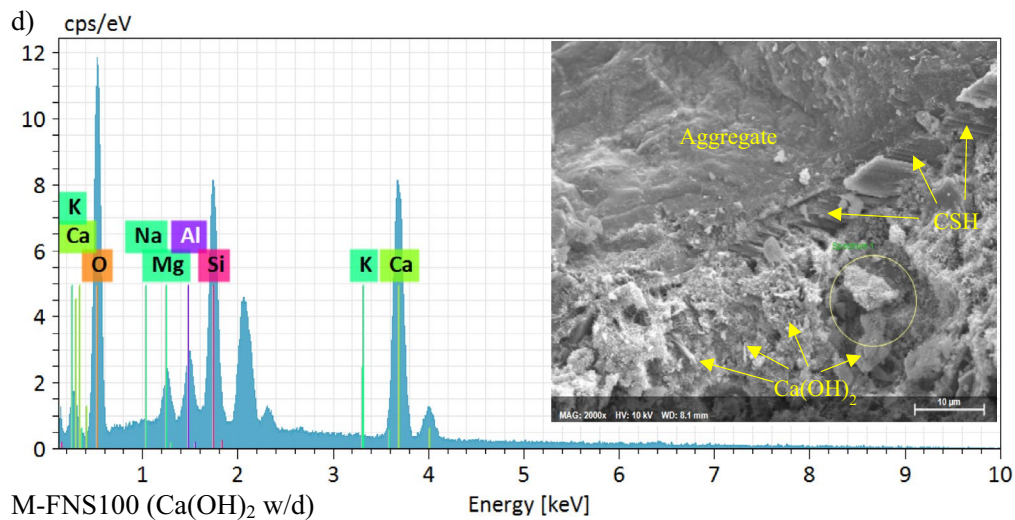 d)
cps/eV
12
10
8
6
4
2
0
K
Ca
O
Na
Mg
Al
Si
K
Ca
1 2 3 4 5 6 7 8 9 10
Energy [keV]
Aggregate
CSH
Ca(OH)₂
MAG: 2000x HV: 10 kV WD: 8.1 mm
10 µm
M-FNS100 (Ca(OH)₂ w/d)